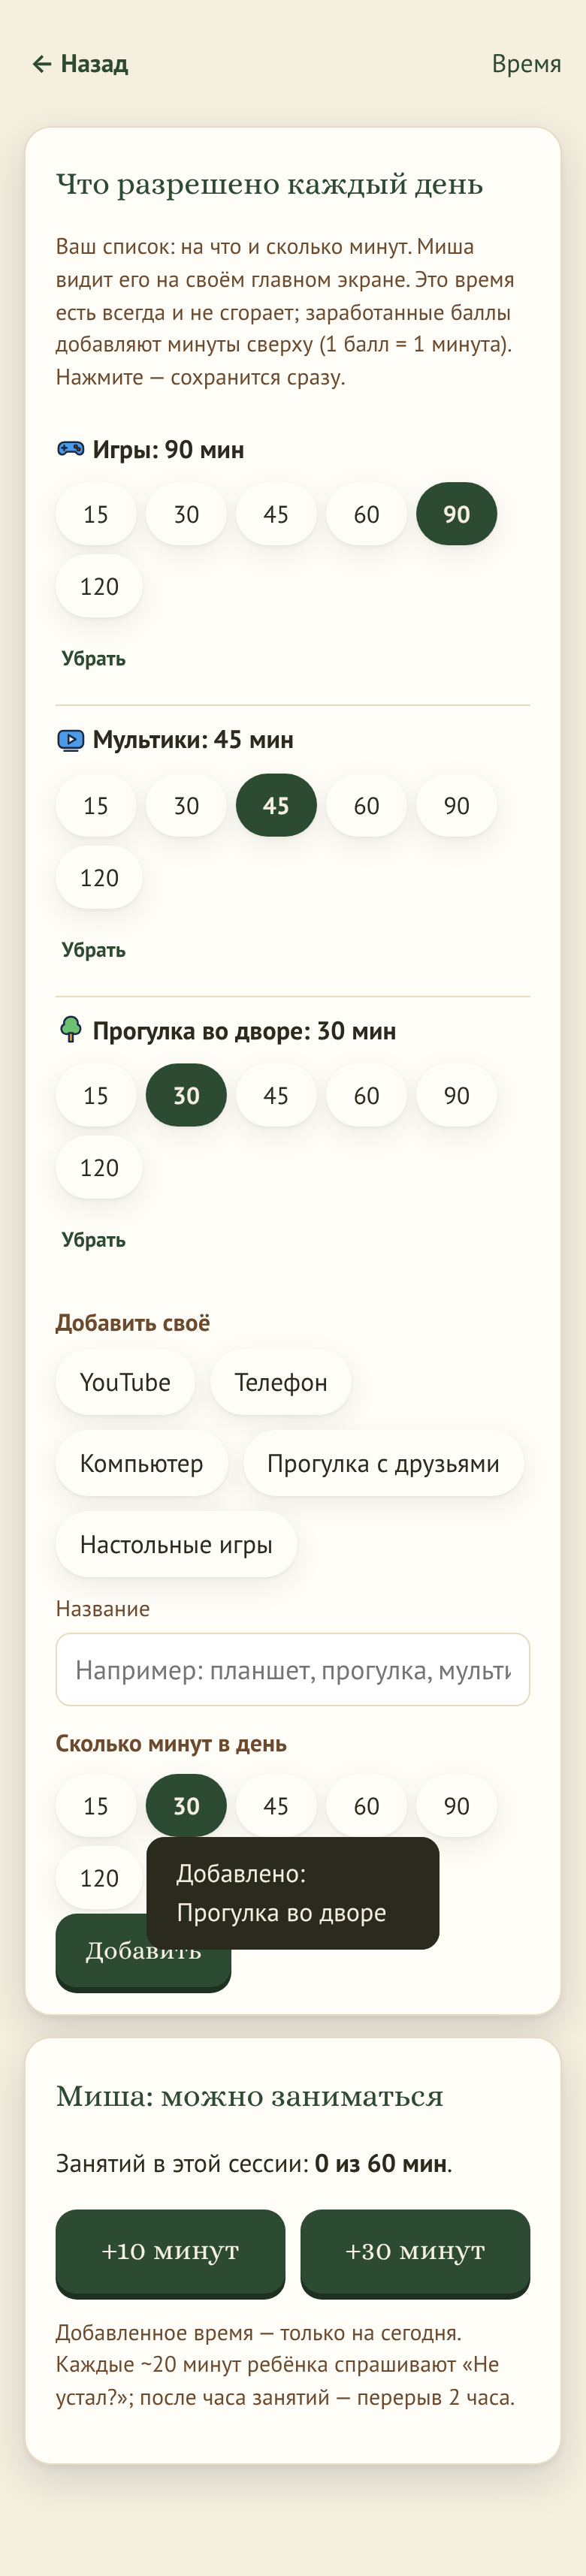 ← Назад
Время
Что разрешено каждый день
Ваш список: на что и сколько минут. Миша
видит его на своём главном экране. Это время
есть всегда и не сгорает; заработанные баллы
добавляют минуты сверху (1 балл = 1 минута).
Нажмите — сохранится сразу.
Игры: 90 мин
15 30 45 60 90
120
Убрать
Мультики: 45 мин
15 30 45 60 90
120
Убрать
Прогулка во дворе: 30 мин
15 30 45 60 90
120
Убрать
Добавить своё
YouTube Телефон
Компьютер Прогулка с друзьями
Настольные игры
Название
Например: планшет, прогулка, мульти
Сколько минут в день
15 30 45 60 90
120
Добавлено:
Прогулка во дворе
Добавить
Миша: можно заниматься
Занятий в этой сессии: 0 из 60 мин.
+10 минут +30 минут
Добавленное время — только на сегодня.
Каждые ~20 минут ребёнка спрашивают «Не
устал?»; после часа занятий — перерыв 2 часа.